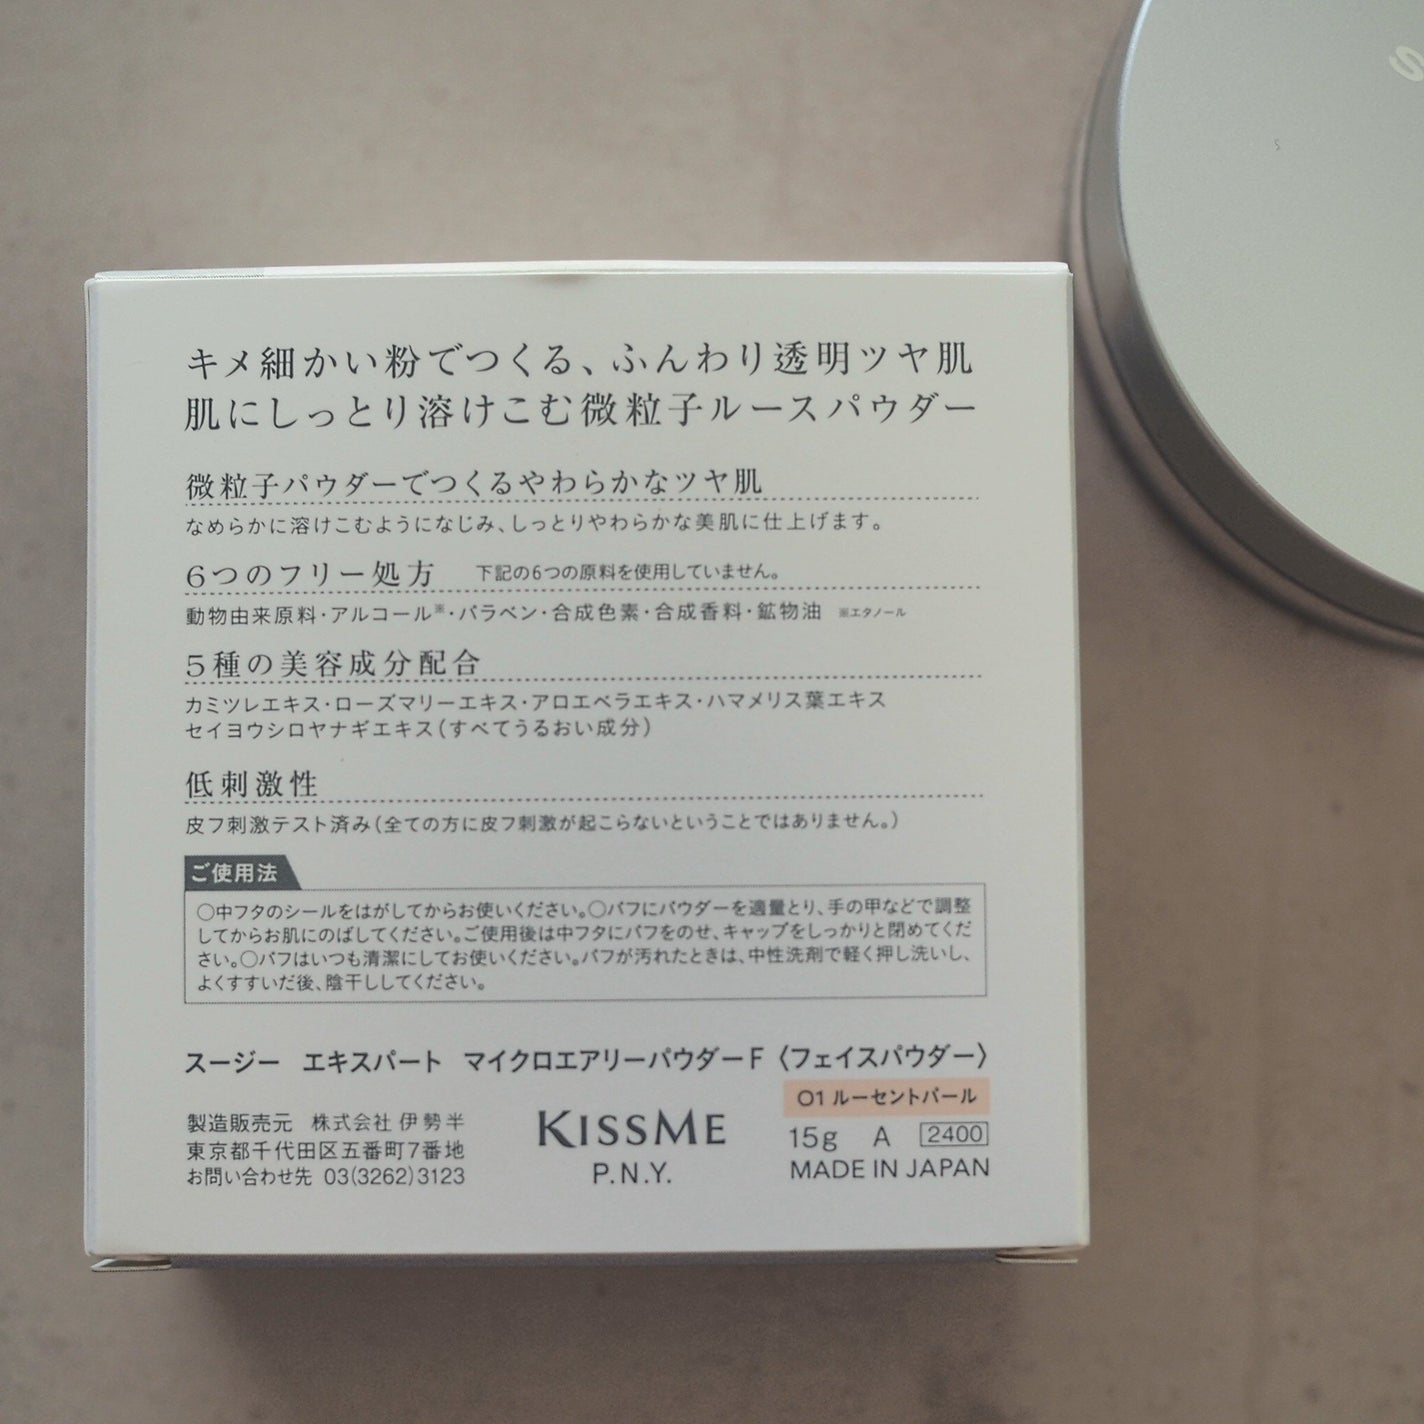 キメ細かい粉でつくる、ふんわり透明ツヤ肌
肌にしっとり溶けこむ微粒子ルースパウダー
微粒子パウダーでつくるやわらかなツヤ肌
なめらかに溶けこむようになじみ、しっとりやわらかな美肌に仕上げます。
6つのフリー処方 下記の6つの原料を使用していません。
動物由来原料・アルコール※・パラベン・合成色素・合成香料・鉱物油 ※エタノール
5種の美容成分配合
カミツレエキス・ローズマリーエキス・アロエベラエキス・ハマメリス葉エキス
セイヨウシロヤナギエキス(すべてうるおい成分)
低刺激性
皮フ刺激テスト済み(全ての方に皮フ刺激が起こらないということではありません。)
ご使用法
○中フタのシールをはがしてからお使いください。○パフにパウダーを適量とり、手の甲などで調整
してからお肌にのばしてください。ご使用後は中フタにパフをのせ、キャップをしっかりと閉めてくだ
さい。○パフはいつも清潔にしてお使いください。パフが汚れたときは、中性洗剤で軽く押し洗いし、
よくすすいだ後、陰干ししてください。
スージー エキスパート マイクロエアリーパウダーF 〈フェイスパウダー〉
01 ルーセントパール
製造販売元 株式会社 伊勢半
東京都千代田区五番町7番地
お問い合わせ先 03(3262)3123
KISSME
P.N.Y.
15g A 2400
MADE IN JAPAN